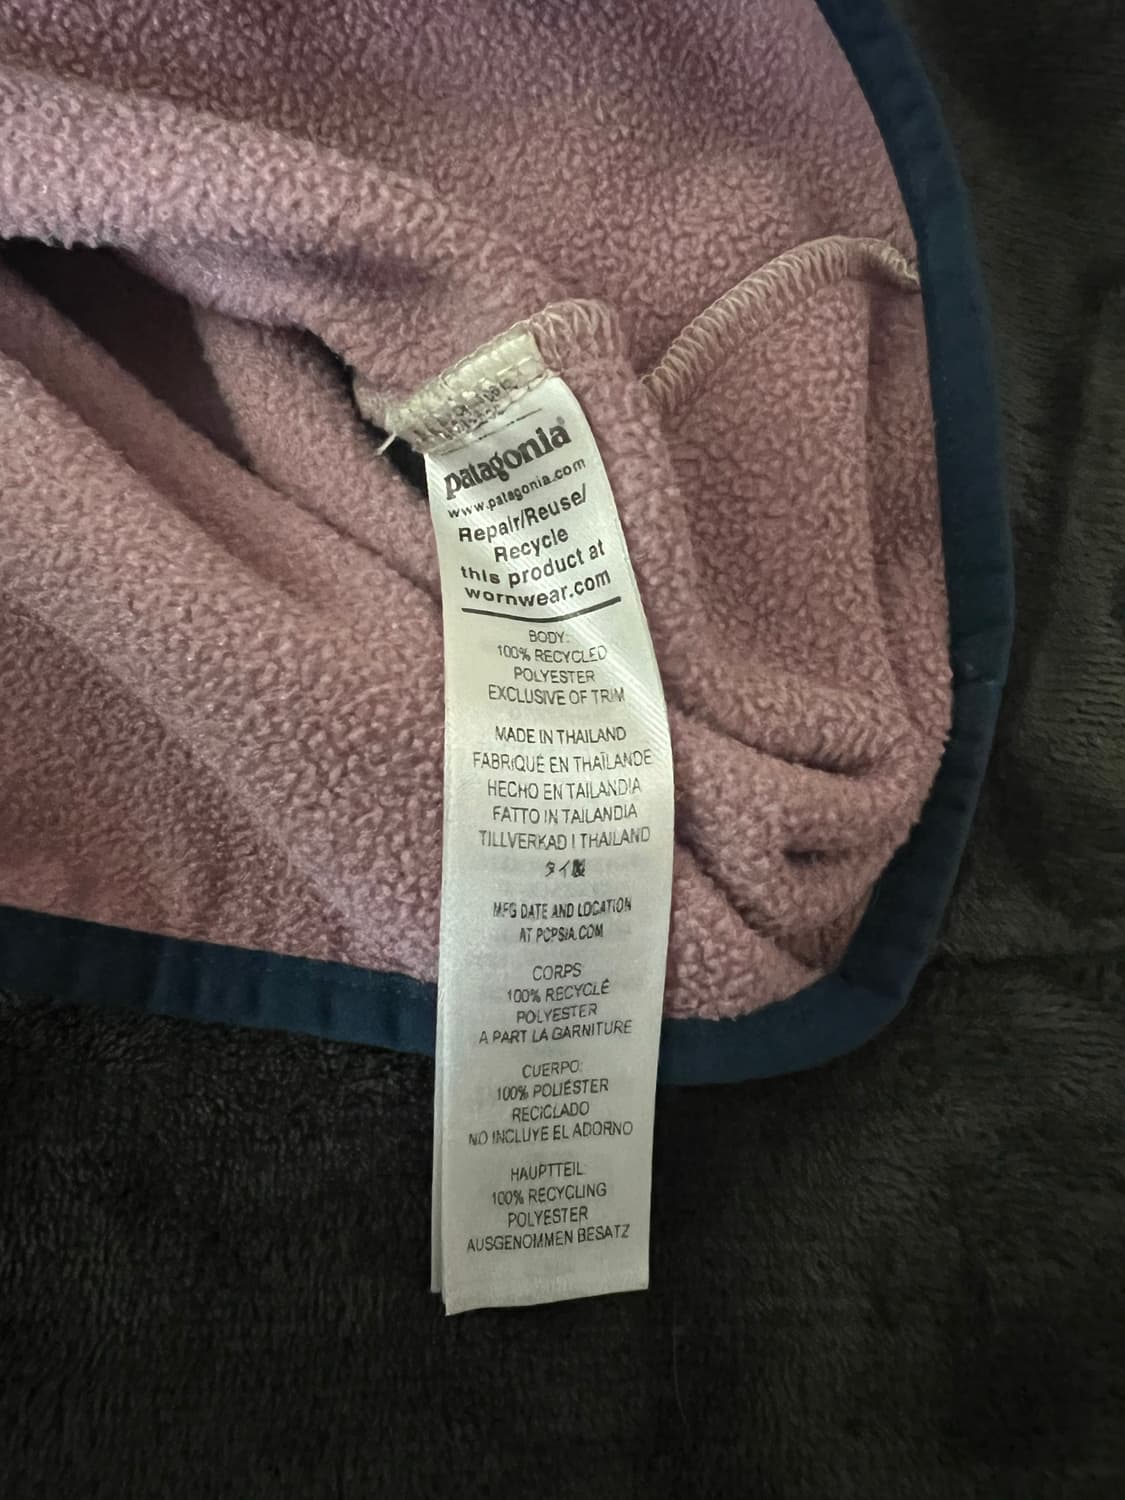 patagonia®
www.patagonia.com
Repair/Reuse/
Recycle
this product at
wornwear.com
BODY:
100% RECYCLED
POLYESTER
EXCLUSIVE OF TRIM
MADE IN THAILAND
FABRIQUÉ EN THAÏLANDE
HECHO EN TAILANDIA
FATTO IN TAILANDIA
TILLVERKAD I THAILAND
タイ製
MFG DATE AND LOCATION
AT PCPSIA.COM
CORPS
100% RECYCLÉ
POLYESTER
A PART LA GARNITURE
CUERPO:
100% POLIÉSTER
RECICLADO
NO INCLUYE EL ADORNO
HAUPTTEIL:
100% RECYCLING
POLYESTER
AUSGENOMMEN BESATZ